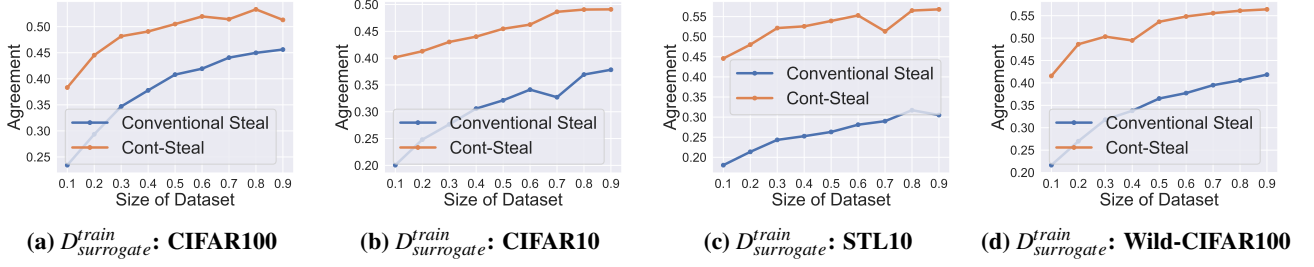 Agreement
0.50
0.45
0.40
0.35
0.30
0.25
Conventional Steal
Cont-Steal
0.1 0.2 0.3 0.4 0.5 0.6 0.7 0.8 0.9
Size of Dataset
(a) D^{train}_{surrogate}: CIFAR100
Agreement
0.50
0.45
0.40
0.35
0.30
0.25
0.20
Conventional Steal
Cont-Steal
0.1 0.2 0.3 0.4 0.5 0.6 0.7 0.8 0.9
Size of Dataset
(b) D^{train}_{surrogate}: CIFAR10
Agreement
0.55
0.50
0.45
0.40
0.35
0.30
0.25
0.20
Conventional Steal
Cont-Steal
0.1 0.2 0.3 0.4 0.5 0.6 0.7 0.8 0.9
Size of Dataset
(c) D^{train}_{surrogate}: STL10
Agreement
0.55
0.50
0.45
0.40
0.35
0.30
0.25
0.20
Conventional Steal
Cont-Steal
0.1 0.2 0.3 0.4 0.5 0.6 0.7 0.8 0.9
Size of Dataset
(d) D^{train}_{surrogate}: Wild-CIFAR100